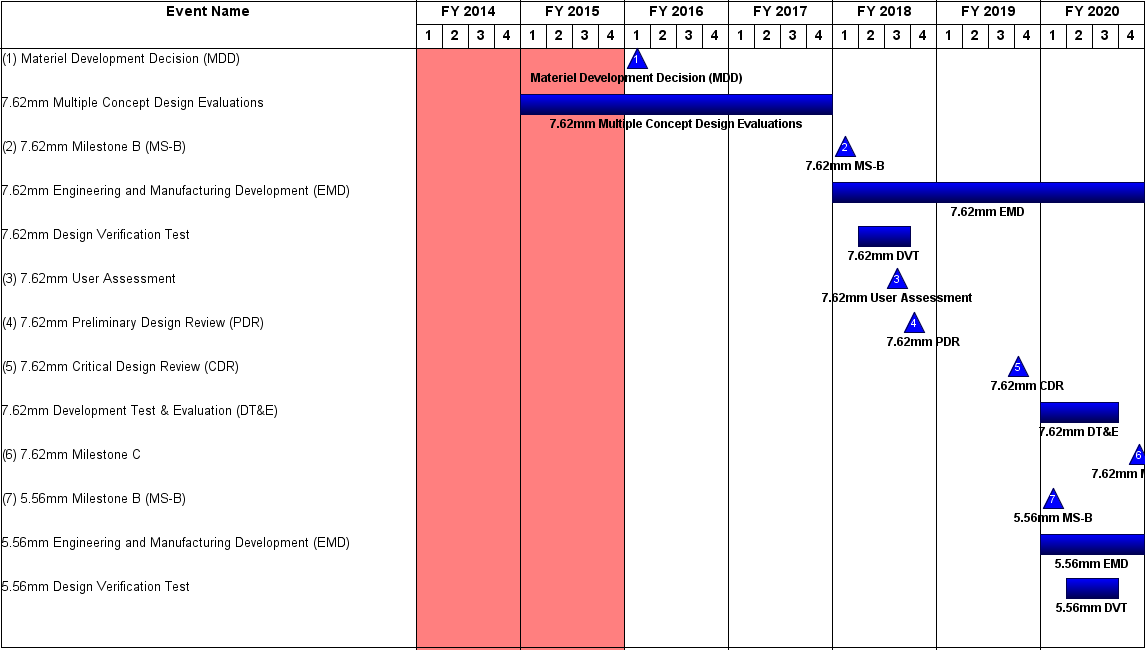 Event Name FY 2014 FY 2015 FY 2016 FY 2017 FY 2018 FY 2019 FY 2020
1 2 3 4 1 2 3 4 1 2 3 4 1 2 3 4 1 2 3 4 1 2 3 4 1 2 3 4
(1) Materiel Development Decision (MDD) 1
Materiel Development Decision (MDD)
7.62mm Multiple Concept Design Evaluations
7.62mm Multiple Concept Design Evaluations
(2) 7.62mm Milestone B (MS-B) 2
7.62mm MS-B
7.62mm Engineering and Manufacturing Development (EMD)
7.62mm EMD
7.62mm Design Verification Test
7.62mm DVT
(3) 7.62mm User Assessment 3
7.62mm User Assessment
(4) 7.62mm Preliminary Design Review (PDR) 4
7.62mm PDR
(5) 7.62mm Critical Design Review (CDR) 5
7.62mm CDR
7.62mm Development Test & Evaluation (DT&E)
7.62mm DT&E
(6) 7.62mm Milestone C 6
7.62mm
(7) 5.56mm Milestone B (MS-B) 7
5.56mm MS-B
5.56mm Engineering and Manufacturing Development (EMD)
5.56mm EMD
5.56mm Design Verification Test
5.56mm DVT